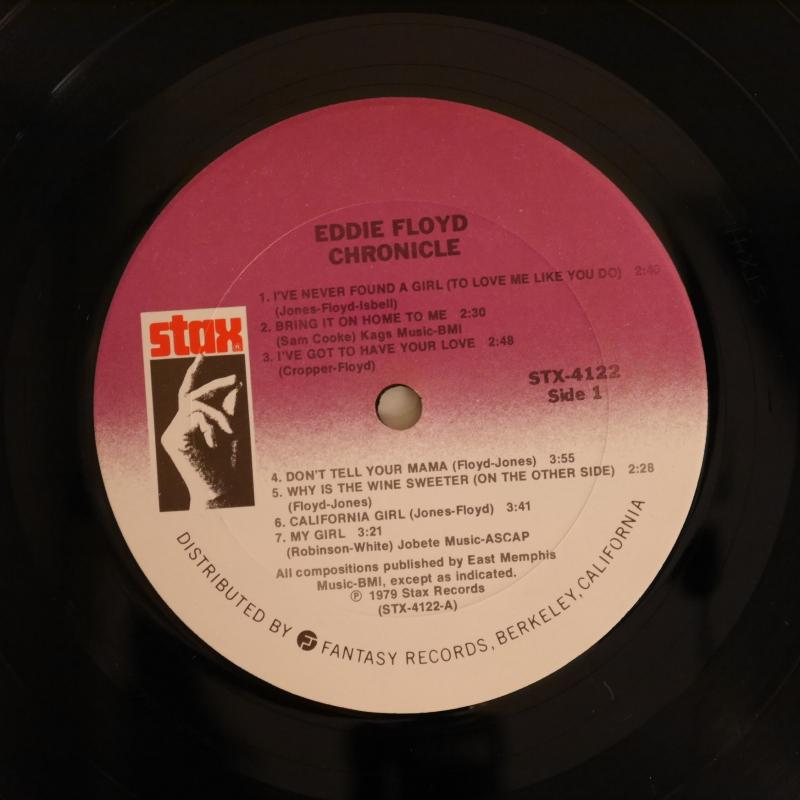 EDDIE FLOYD
CHRONICLE
1. I'VE NEVER FOUND A GIRL (TO LOVE ME LIKE YOU DO)
(Jones-Floyd-Isbell)
2. BRING IT ON HOME TO ME 2:30
(Sam Cooke) Kags Music-BMI
3. I'VE GOT TO HAVE YOUR LOVE 2:48
(Cropper-Floyd)
stax
STX-4122
Side 1
4. DON'T TELL YOUR MAMA (Floyd-Jones) 3:55
5. WHY IS THE WINE SWEETER (ON THE OTHER SIDE) 2:28
(Floyd-Jones)
6. CALIFORNIA GIRL (Jones-Floyd) 3:41
7. MY GIRL 3:21
(Robinson-White) Jobete Music-ASCAP
All compositions published by East Memphis
Music-BMI, except as indicated.
℗ 1979 Stax Records
(STX-4122-A)
DISTRIBUTED BY FANTASY RECORDS, BERKELEY, CALIFORNIA